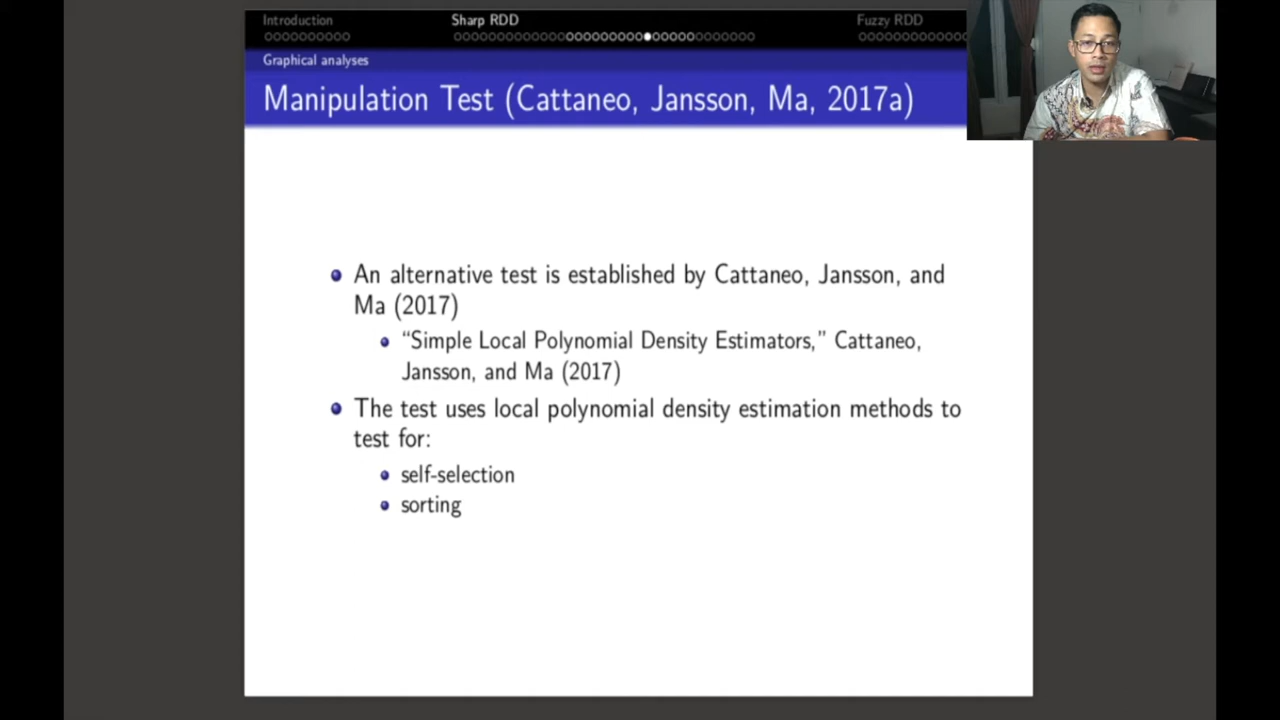 Introduction
Sharp RDD
Fuzzy RDD
Graphical analyses
Manipulation Test (Cattaneo, Jansson, Ma, 2017a)
An alternative test is established by Cattaneo, Jansson, and
Ma (2017)
“Simple Local Polynomial Density Estimators,” Cattaneo,
Jansson, and Ma (2017)
The test uses local polynomial density estimation methods to
test for:
self-selection
sorting